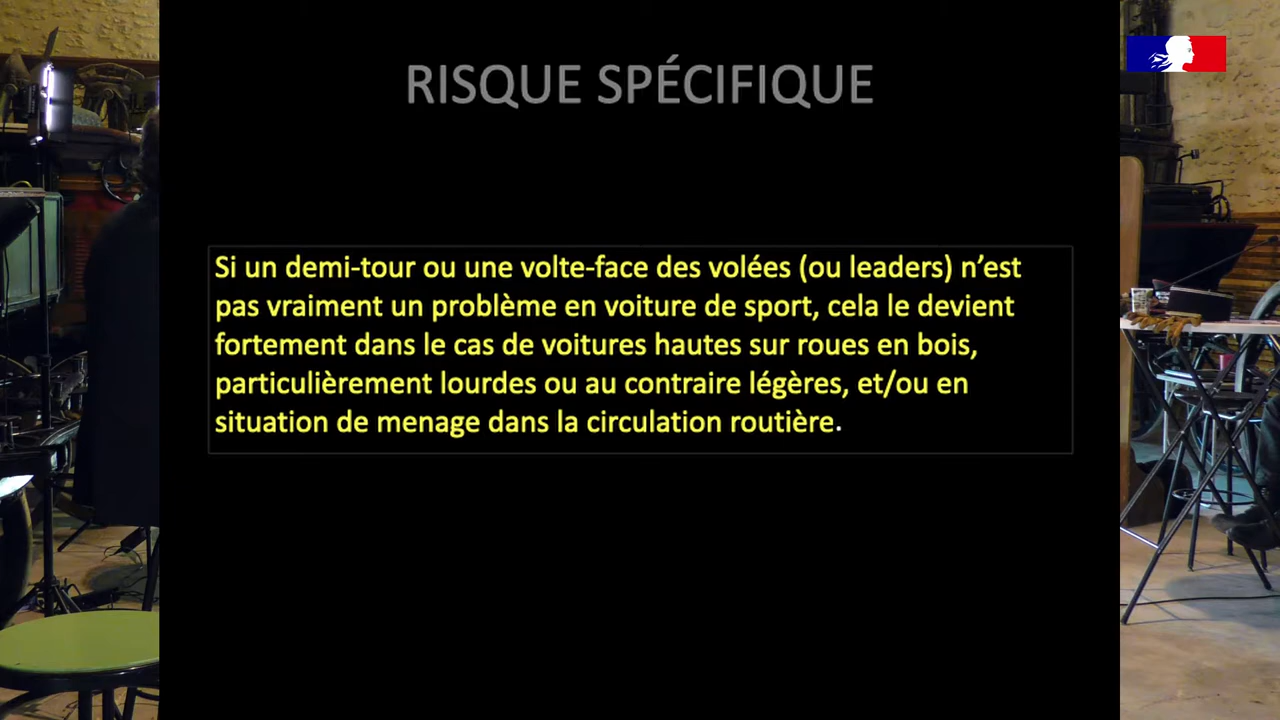 RISQUE SPÉCIFIQUE
Si un demi-tour ou une volte-face des volées (ou leaders) n’est
pas vraiment un problème en voiture de sport, cela le devient
fortement dans le cas de voitures hautes sur roues en bois,
particulièrement lourdes ou au contraire légères, et/ou en
situation de menage dans la circulation routière.